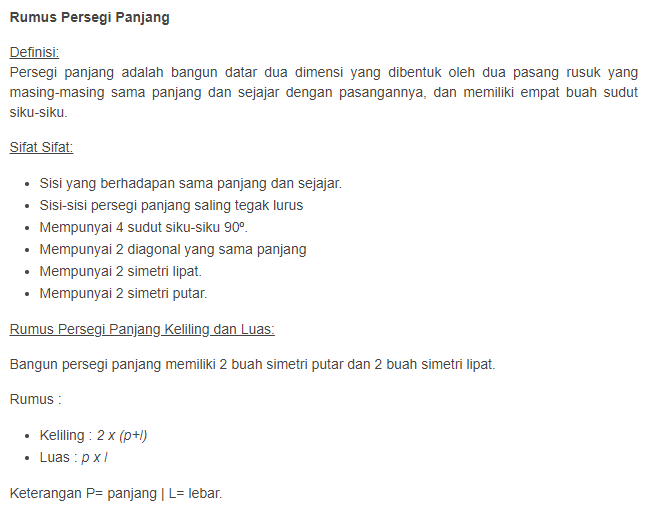 Rumus Persegi Panjang
Definisi:
Persegi panjang adalah bangun datar dua dimensi yang dibentuk oleh dua pasang rusuk yang
masing-masing sama panjang dan sejajar dengan pasangannya, dan memiliki empat buah sudut
siku-siku.
Sifat Sifat:
• Sisi yang berhadapan sama panjang dan sejajar.
• Sisi-sisi persegi panjang saling tegak lurus
• Mempunyai 4 sudut siku-siku 90º.
• Mempunyai 2 diagonal yang sama panjang
• Mempunyai 2 simetri lipat.
• Mempunyai 2 simetri putar.
Rumus Persegi Panjang Keliling dan Luas:
Bangun persegi panjang memiliki 2 buah simetri putar dan 2 buah simetri lipat.
Rumus :
• Keliling : 2 x (p+l)
• Luas : p x l
Keterangan P= panjang | L= lebar.